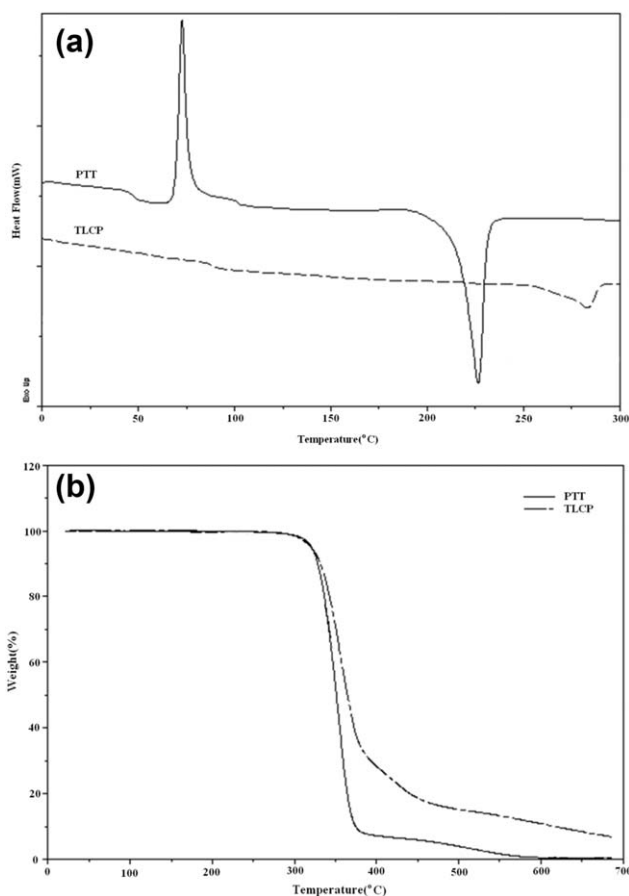 (a)
PTT
TLCP
Heat Flow(mW)
Exo Up
0 50 100 150 200 250 300
Temperature(°C)
(b)
PTT
TLCP
120
100
80
60
40
20
0
Weight(%)
0 100 200 300 400 500 600 700
Temperature(°C)